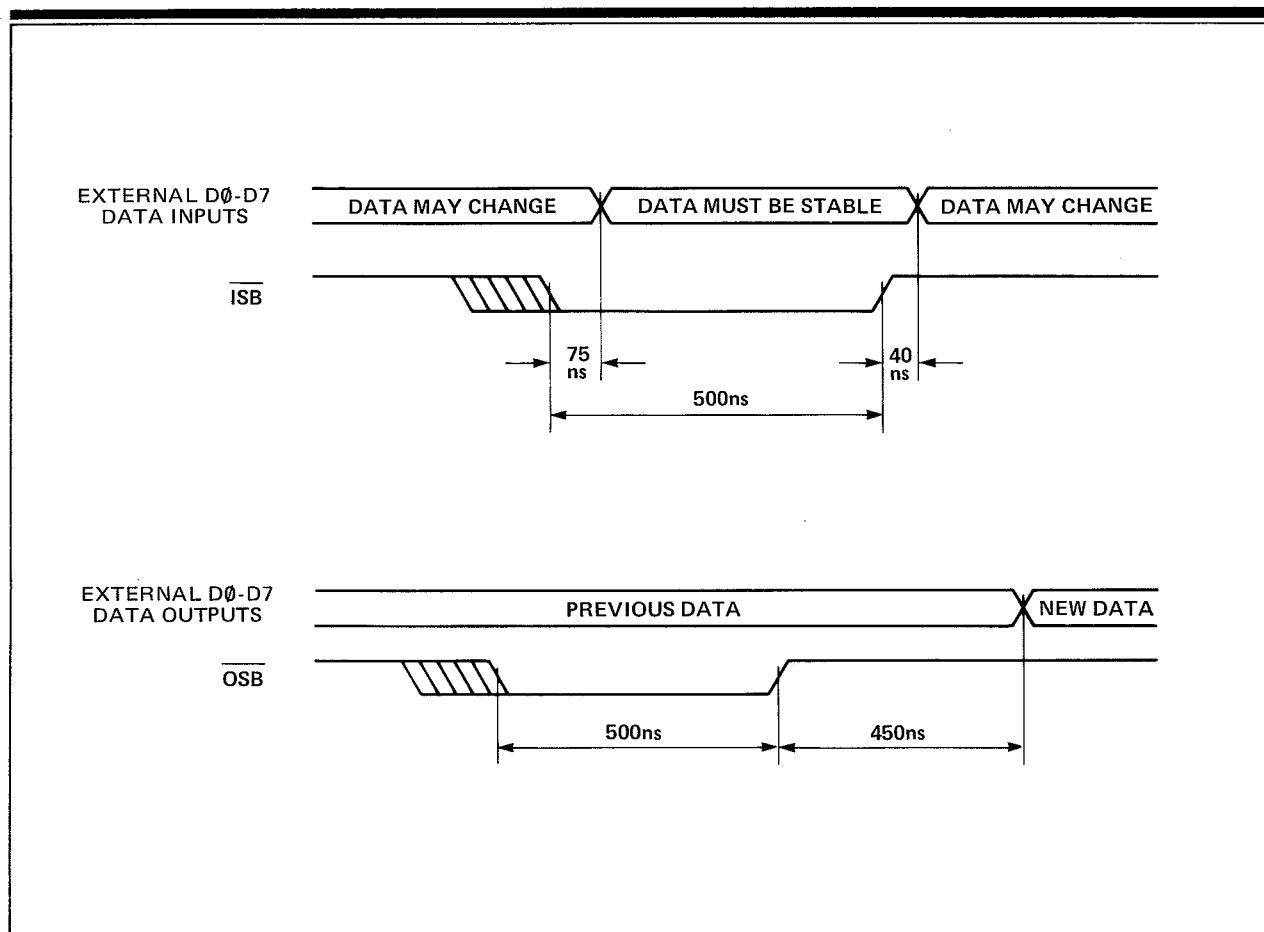 EXTERNAL DØ-D7
DATA INPUTS
DATA MAY CHANGE
DATA MUST BE STABLE
DATA MAY CHANGE
ISB
75
ns
40
ns
500ns
EXTERNAL DØ-D7
DATA OUTPUTS
PREVIOUS DATA
NEW DATA
OSB
500ns
450ns